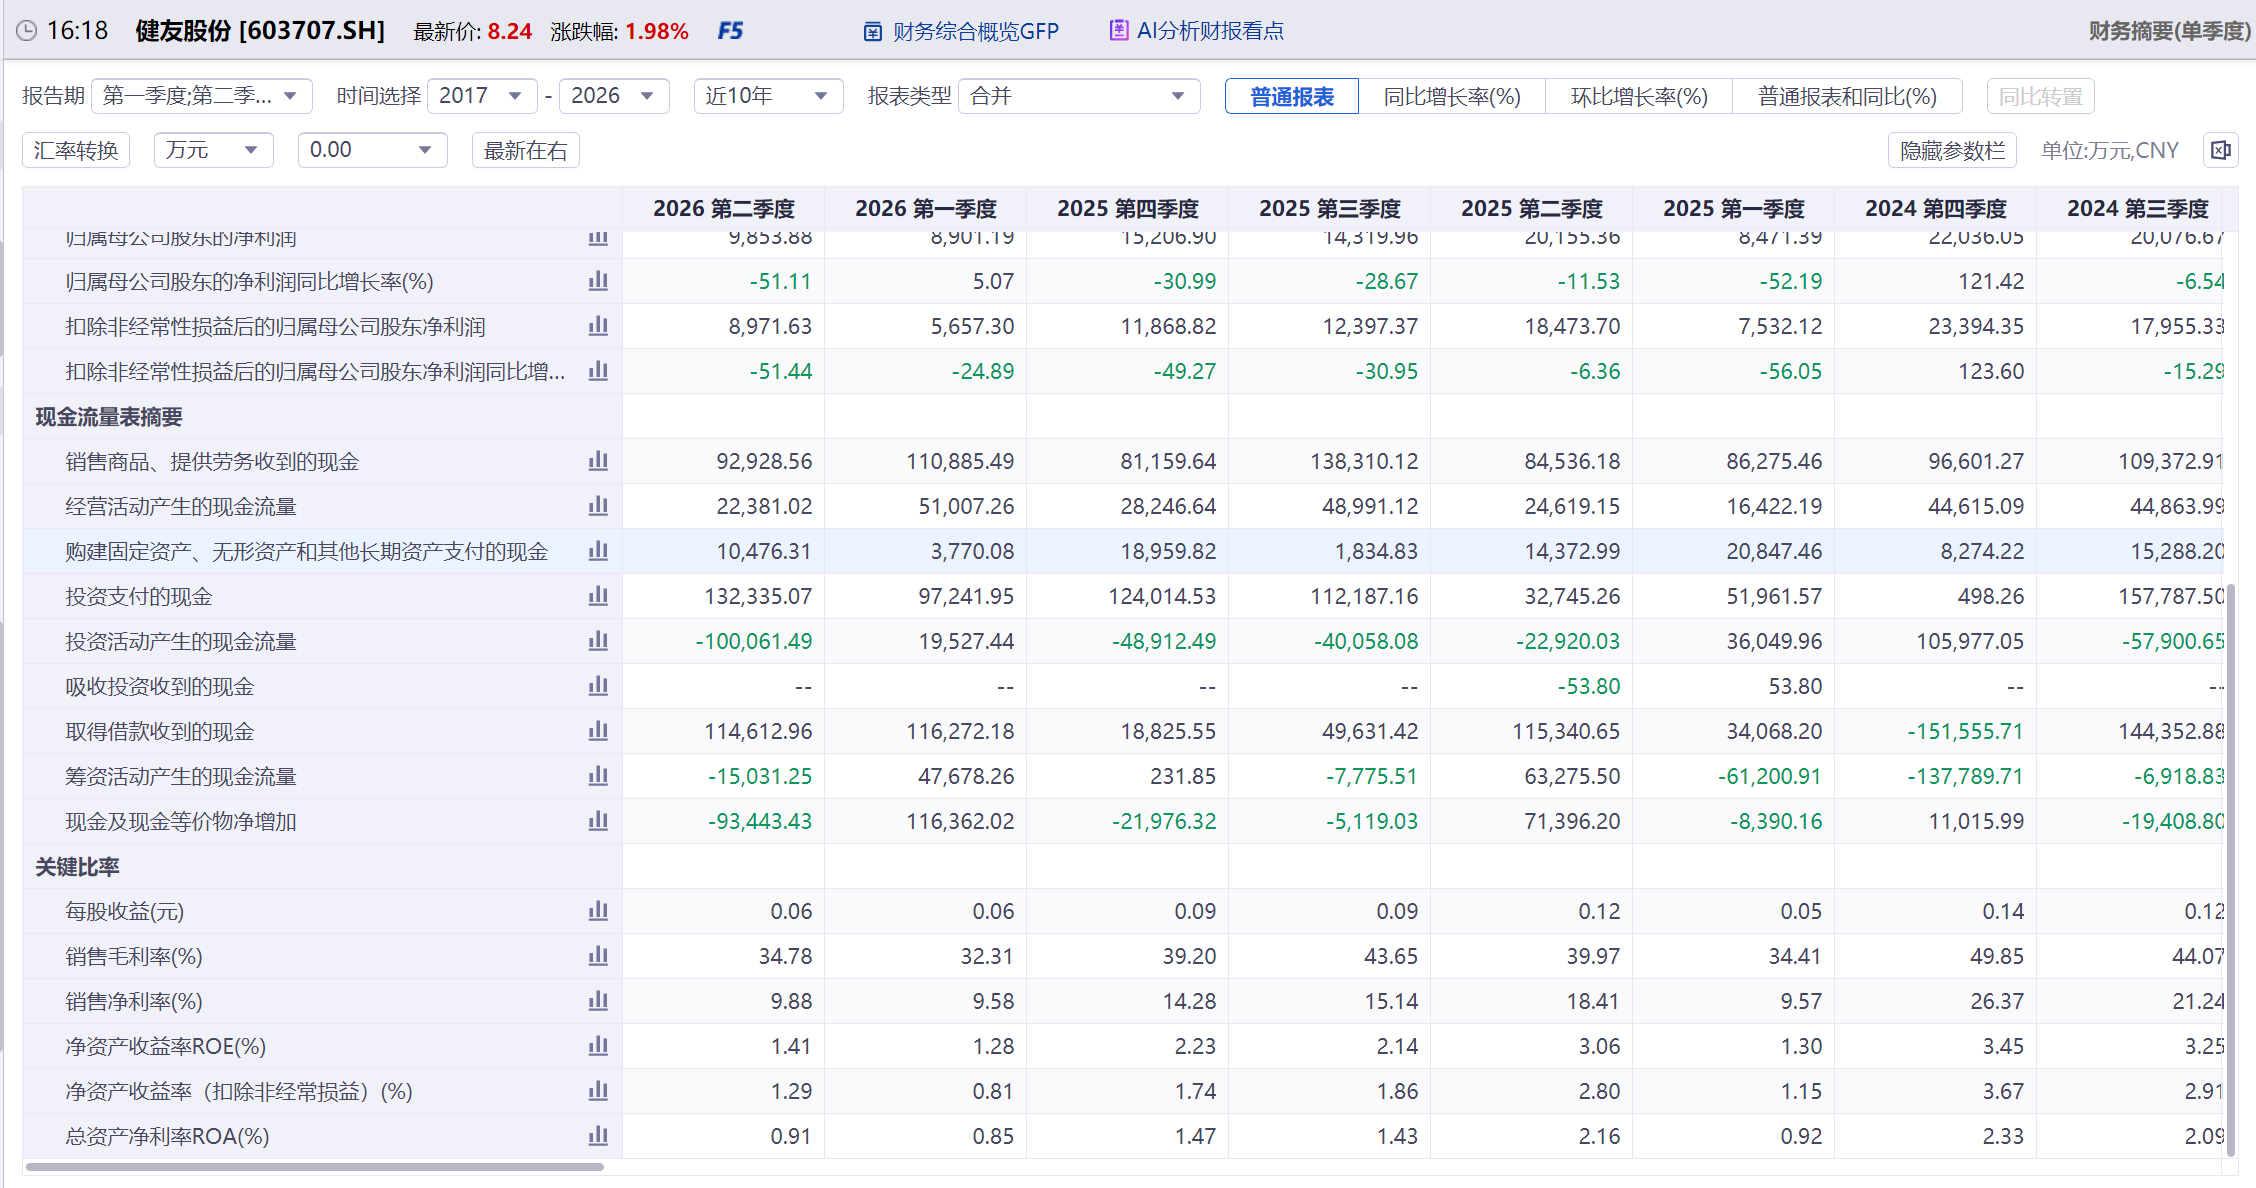 16:18 健友股份 [603707.SH] 最新价: 8.24 涨跌幅: 1.98% F5 财务综合概览GFP AI分析财报看点 财务摘要(单季度)
报告期 第一季度;第二季... 时间选择 2017 - 2026 近10年 报表类型 合并 普通报表 同比增长率(%) 环比增长率(%) 普通报表和同比(%) 同比转置
汇率转换 万元 0.00 最新在右 隐藏参数栏 单位:万元,CNY
2026 第二季度 2026 第一季度 2025 第四季度 2025 第三季度 2025 第二季度 2025 第一季度 2024 第四季度 2024 第三季度
归属母公司股东的净利润 9,853.88 8,901.19 15,206.90 14,319.96 20,155.36 8,471.39 22,036.05 20,076.67
归属母公司股东的净利润同比增长率(%) -51.11 5.07 -30.99 -28.67 -11.53 -52.19 121.42 -6.54
扣除非经常性损益后的归属母公司股东净利润 8,971.63 5,657.30 11,868.82 12,397.37 18,473.70 7,532.12 23,394.35 17,955.33
扣除非经常性损益后的归属母公司股东净利润同比增... -51.44 -24.89 -49.27 -30.95 -6.36 -56.05 123.60 -15.29
现金流量表摘要
销售商品、提供劳务收到的现金 92,928.56 110,885.49 81,159.64 138,310.12 84,536.18 86,275.46 96,601.27 109,372.91
经营活动产生的现金流量 22,381.02 51,007.26 28,246.64 48,991.12 24,619.15 16,422.19 44,615.09 44,863.99
购建固定资产、无形资产和其他长期资产支付的现金 10,476.31 3,770.08 18,959.82 1,834.83 14,372.99 20,847.46 8,274.22 15,288.20
投资支付的现金 132,335.07 97,241.95 124,014.53 112,187.16 32,745.26 51,961.57 498.26 157,787.50
投资活动产生的现金流量 -100,061.49 19,527.44 -48,912.49 -40,058.08 -22,920.03 36,049.96 105,977.05 -57,900.65
吸收投资收到的现金 -- -- -- -- -53.80 53.80 -- --
取得借款收到的现金 114,612.96 116,272.18 18,825.55 49,631.42 115,340.65 34,068.20 -151,555.71 144,352.88
筹资活动产生的现金流量 -15,031.25 47,678.26 231.85 -7,775.51 63,275.50 -61,200.91 -137,789.71 -6,918.83
现金及现金等价物净增加 -93,443.43 116,362.02 -21,976.32 -5,119.03 71,396.20 -8,390.16 11,015.99 -19,408.80
关键比率
每股收益(元) 0.06 0.06 0.09 0.09 0.12 0.05 0.14 0.12
销售毛利率(%) 34.78 32.31 39.20 43.65 39.97 34.41 49.85 44.07
销售净利率(%) 9.88 9.58 14.28 15.14 18.41 9.57 26.37 21.24
净资产收益率ROE(%) 1.41 1.28 2.23 2.14 3.06 1.30 3.45 3.25
净资产收益率（扣除非经常损益）(%) 1.29 0.81 1.74 1.86 2.80 1.15 3.67 2.91
总资产净利率ROA(%) 0.91 0.85 1.47 1.43 2.16 0.92 2.33 2.09